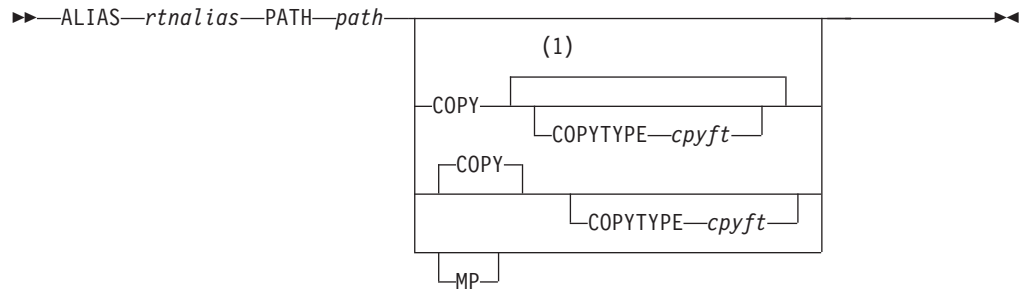 ALIAS rtnalias PATH path
(1)
COPY
COPYTYPE cpyft
COPY
COPYTYPE cpyft
MP